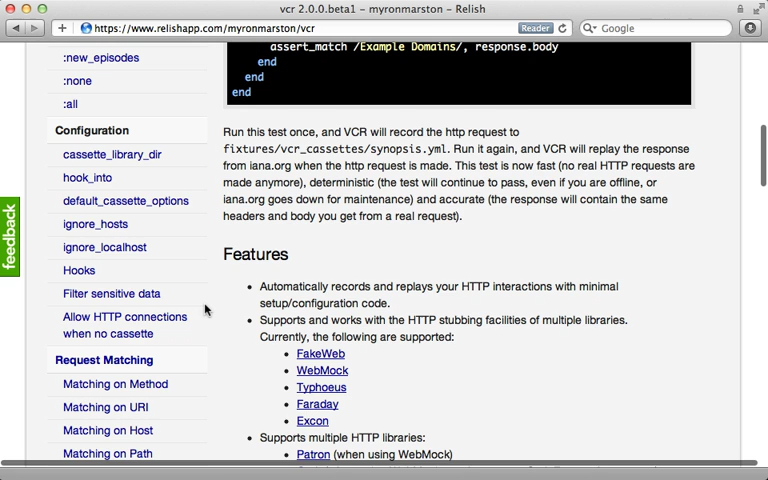 vcr 2.0.0.beta1 – myronmarston – Relish
https://www.relishapp.com/myronmarston/vcr
Reader
Google
feedback
:new_episodes
:none
:all
Configuration
cassette_library_dir
hook_into
default_cassette_options
ignore_hosts
ignore_localhost
Hooks
Filter sensitive data
Allow HTTP connections
when no cassette
Request Matching
Matching on Method
Matching on URI
Matching on Host
Matching on Path
assert_match /Example Domains/, response.body
end
end
end
Run this test once, and VCR will record the http request to
fixtures/vcr_cassettes/synopsis.yml. Run it again, and VCR will replay the response
from iana.org when the http request is made. This test is now fast (no real HTTP requests are
made anymore), deterministic (the test will continue to pass, even if you are offline, or
iana.org goes down for maintenance) and accurate (the response will contain the same
headers and body you get from a real request).
Features
• Automatically records and replays your HTTP interactions with minimal
setup/configuration code.
• Supports and works with the HTTP stubbing facilities of multiple libraries.
Currently, the following are supported:
• FakeWeb
• WebMock
• Typhoeus
• Faraday
• Excon
• Supports multiple HTTP libraries:
• Patron (when using WebMock)